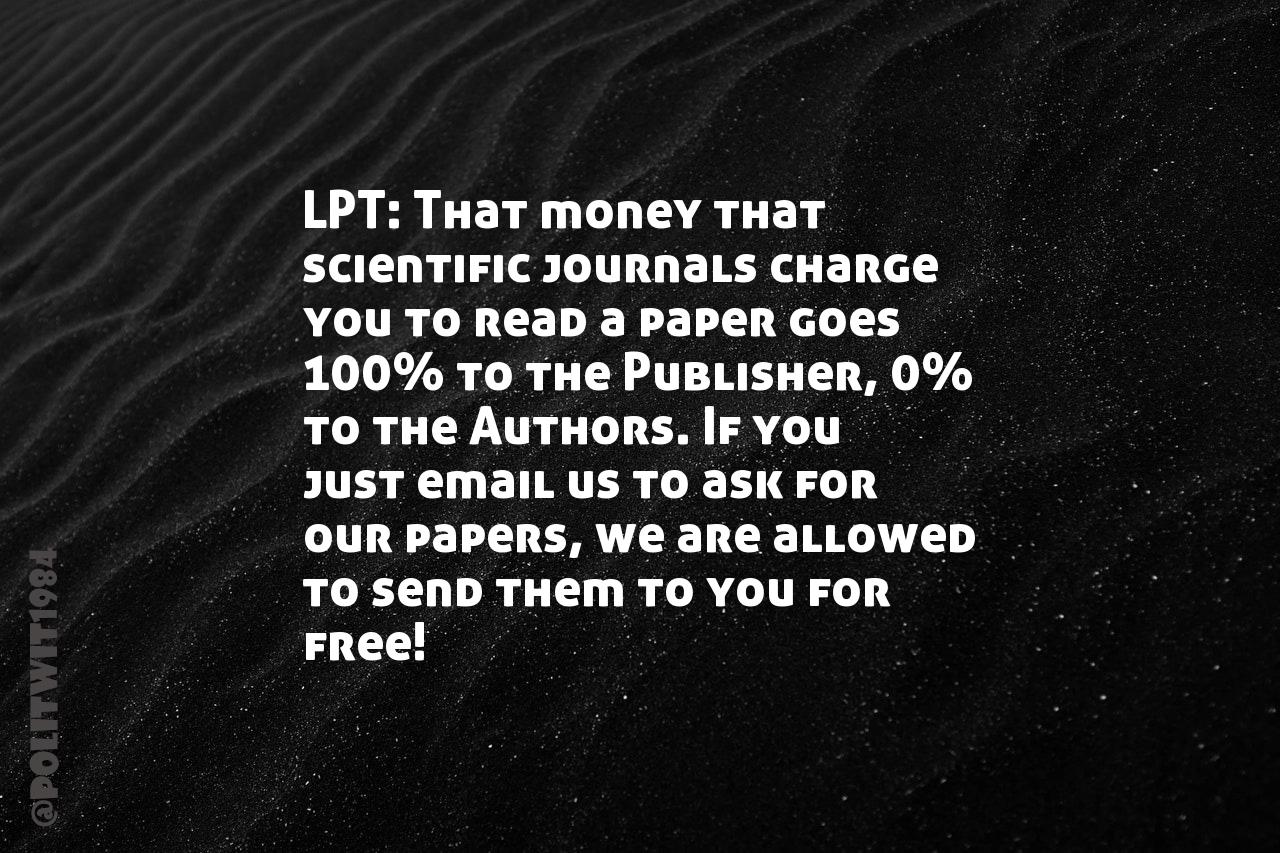 LPT: That money that
scientific journals charge
you to read a paper goes
100% to the Publisher, 0%
to the Authors. If you
just email us to ask for
our papers, we are allowed
to send them to you for
free!
@politwit1984